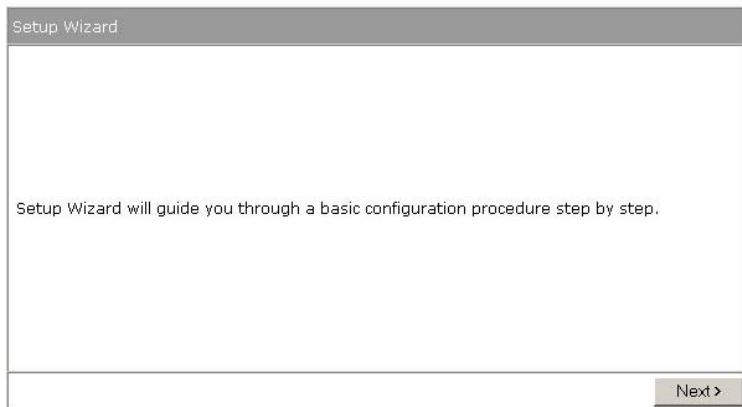 Setup Wizard
Setup Wizard will guide you through a basic configuration procedure step by step.
Next >